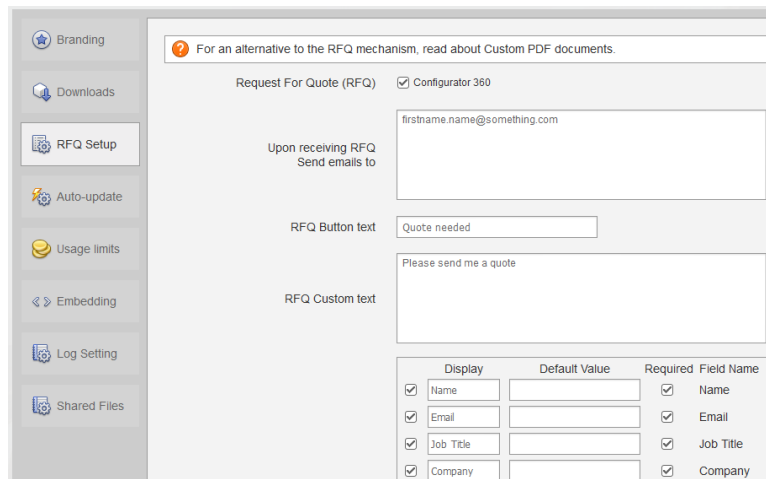 Branding
Downloads
RFQ Setup
Auto-update
Usage limits
Embedding
Log Setting
Shared Files
For an alternative to the RFQ mechanism, read about Custom PDF documents.
Request For Quote (RFQ) Configurator 360
Upon receiving RFQ
Send emails to
firstname.name@something.com
RFQ Button text Quote needed
RFQ Custom text
Please send me a quote
Display Default Value Required Field Name
Name Name
Email Email
Job Title Job Title
Company Company